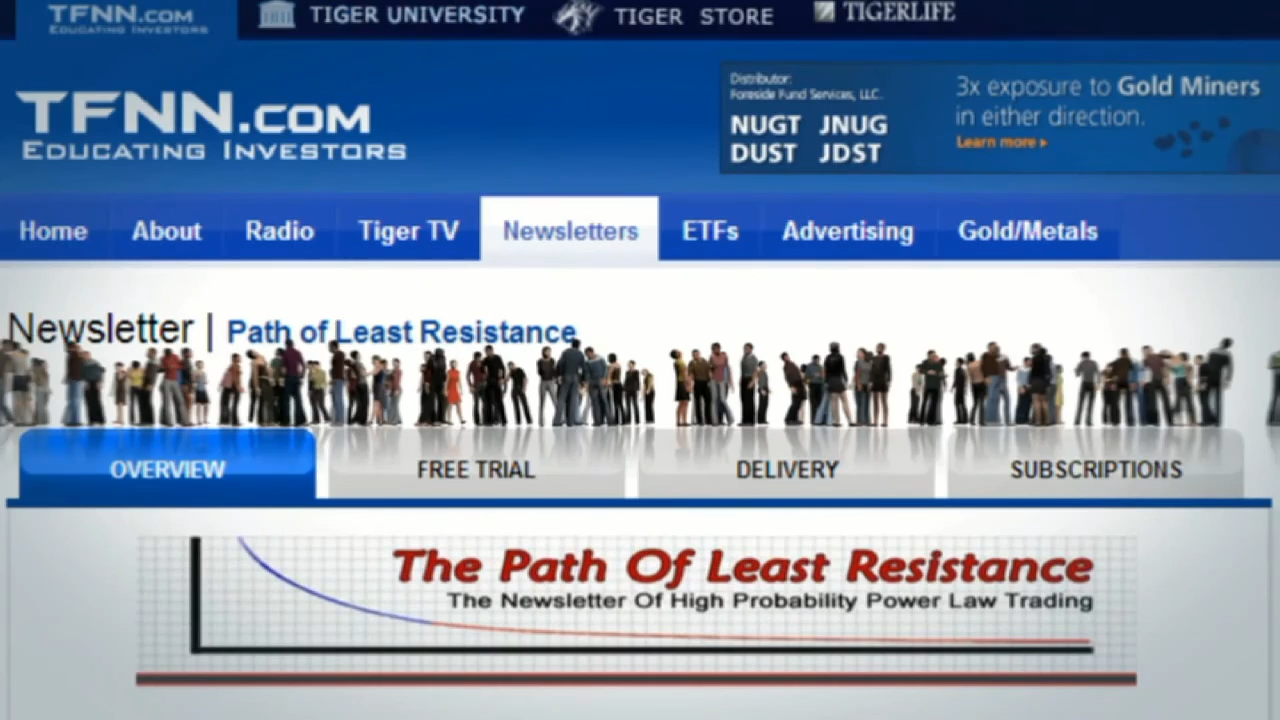 TFNN.COM
EDUCATING INVESTORS
TIGER UNIVERSITY
TIGER STORE
TIGERLIFE
TFNN.COM
EDUCATING INVESTORS
Distributor:
Foreside Fund Services, LLC.
NUGT JNUG
DUST JDST
3x exposure to Gold Miners
in either direction.
Learn more
Home
About
Radio
Tiger TV
Newsletters
ETFs
Advertising
Gold/Metals
Newsletter | Path of Least Resistance
OVERVIEW
FREE TRIAL
DELIVERY
SUBSCRIPTIONS
The Path Of Least Resistance
The Newsletter Of High Probability Power Law Trading